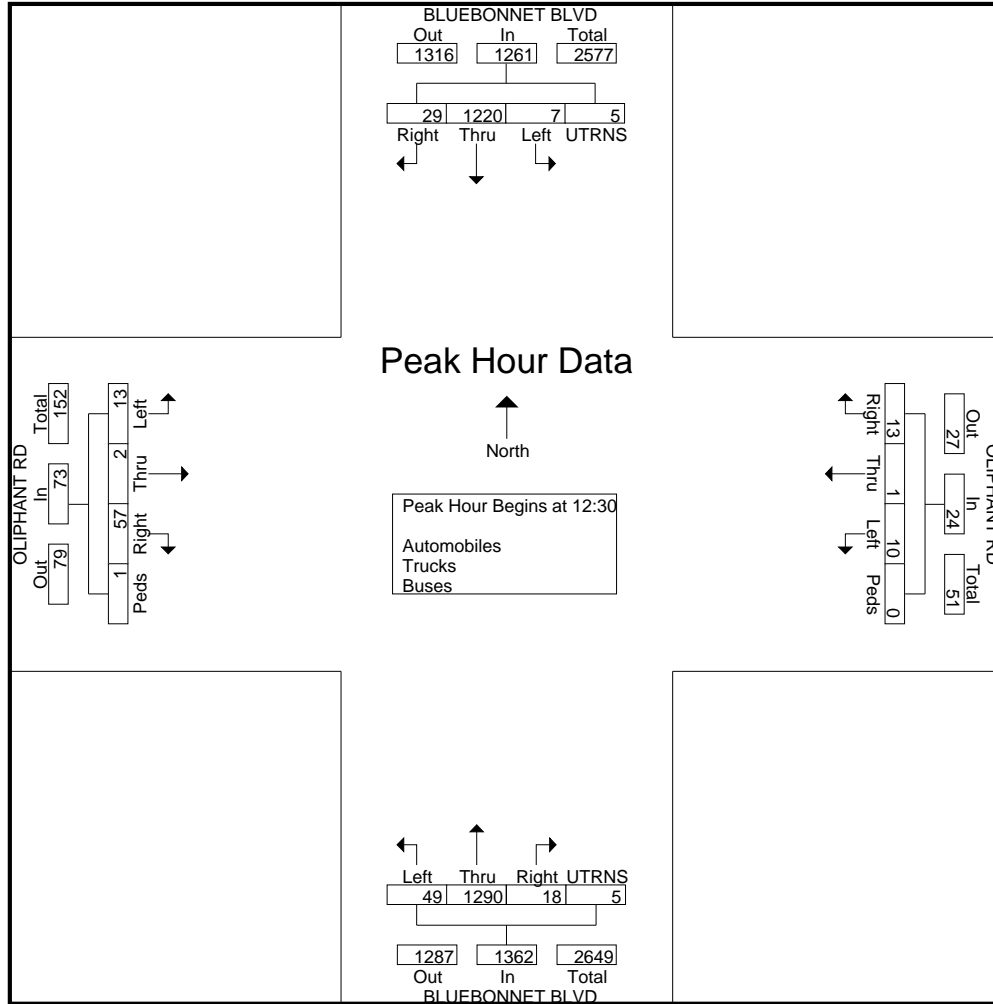 BLUEBONNET BLVD
Out In Total
1316 1261 2577
29 1220 7 5
Right Thru Left UTRNS
Peak Hour Data
North
Peak Hour Begins at 12:30
Automobiles
Trucks
Buses
OLIPHANT RD
Out In Total
79 73 152
13 2 57 1
Left Thru Right Peds
OLIPHANT RD
Out In Total
27 24 51
13 1 10 0
Right Thru Left Peds
Left Thru Right UTRNS
49 1290 18 5
1287 1362 2649
Out In Total
BLUEBONNET BLVD